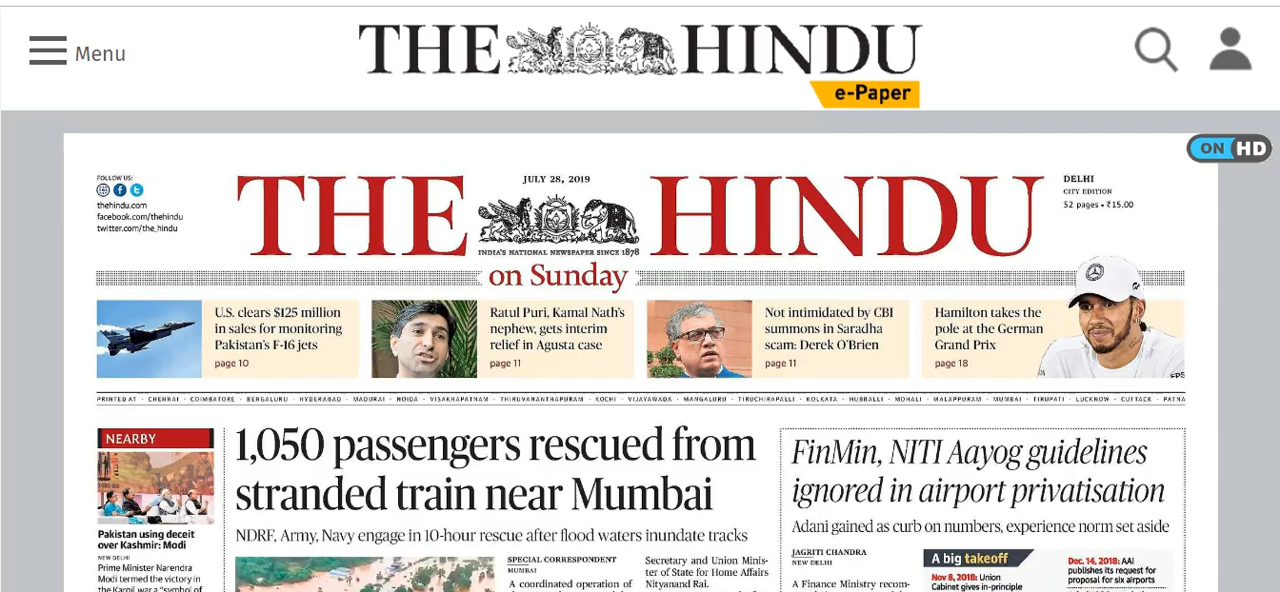 Menu
THE HINDU
e-Paper
ON HD
FOLLOW US:
thehindu.com
facebook.com/thehindu
twitter.com/the_hindu
JULY 28, 2019
THE HINDU
INDIA'S NATIONAL NEWSPAPER SINCE 1878
on Sunday
DELHI
CITY EDITION
52 pages • ₹15.00
U.S. clears $125 million
in sales for monitoring
Pakistan's F-16 jets
page 10
Ratul Puri, Kamal Nath's
nephew, gets interim
relief in Agusta case
page 11
Not intimidated by CBI
summons in Saradha
scam: Derek O'Brien
page 11
Hamilton takes the
pole at the German
Grand Prix
page 18
PRINTED AT • CHENNAI • COIMBATORE • BENGALURU • HYDERABAD • MADURAI • NOIDA • VISAKHAPATNAM • THIRUVANANTHAPURAM • KOCHI • VIJAYAWADA • MANGALURU • TIRUCHIRAPALLI • KOLKATA • HUBBALLI • MOHALI • MALAPPURAM • MUMBAI • TIRUPATI • LUCKNOW • CUTTACK • PATNA
NEARBY
Pakistan using deceit
over Kashmir: Modi
NEW DELHI
Prime Minister Narendra
Modi termed the victory in
the Kargil war a "symbol of
1,050 passengers rescued from
stranded train near Mumbai
NDRF, Army, Navy engage in 10-hour rescue after flood waters inundate tracks
SPECIAL CORRESPONDENT
MUMBAI
A coordinated operation of
Secretary and Union Minis-
ter of State for Home Affairs
Nityanand Rai.
FinMin, NITI Aayog guidelines
ignored in airport privatisation
Adani gained as curb on numbers, experience norm set aside
JAGRITI CHANDRA
NEW DELHI
A Finance Ministry recom-
A big takeoff
Nov 8, 2018: Union
Cabinet gives in-principle
Dec. 14, 2018: AAI
publishes its request for
proposal for six airports